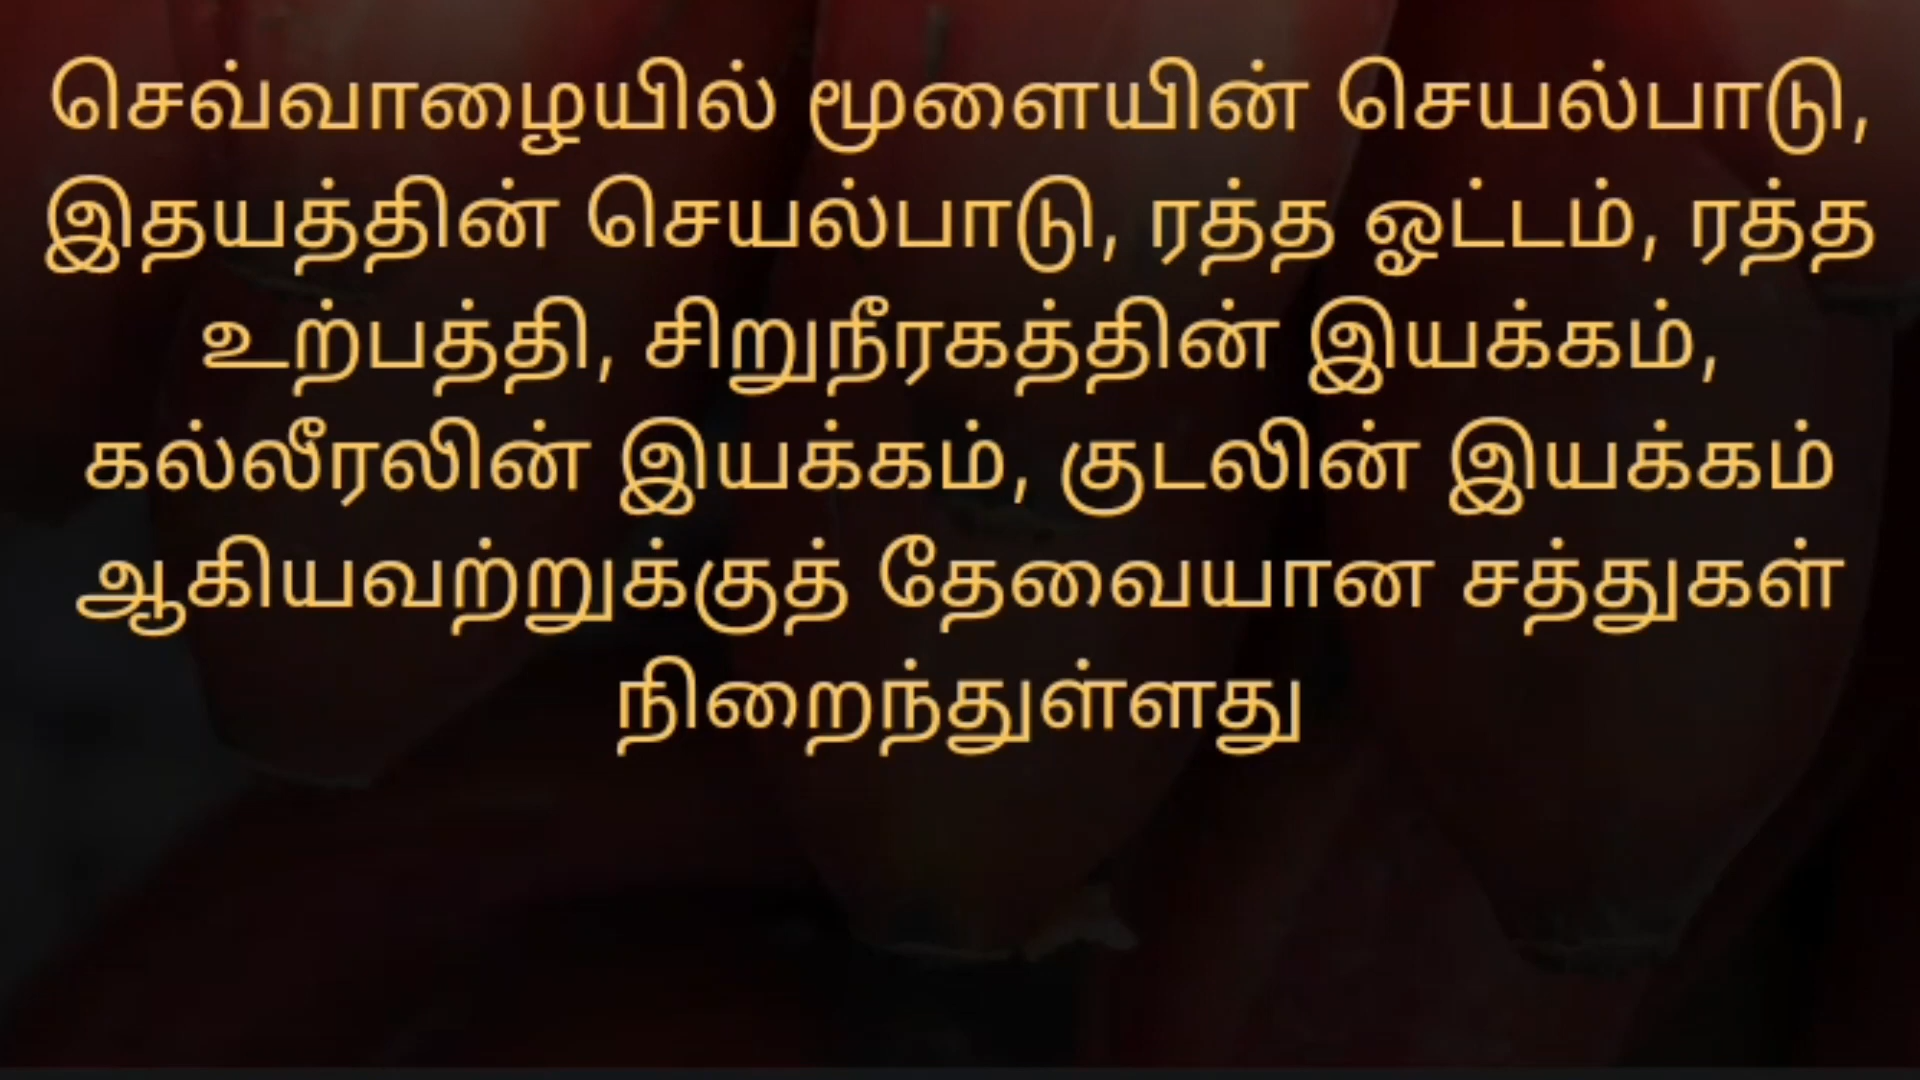 செவ்வாழையில் மூளையின் செயல்பாடு,
இதயத்தின் செயல்பாடு, ரத்த ஓட்டம், ரத்த
உற்பத்தி, சிறுநீரகத்தின் இயக்கம்,
கல்லீரலின் இயக்கம், குடலின் இயக்கம்
ஆகியவற்றுக்குத் தேவையான சத்துகள்
நிறைந்துள்ளது